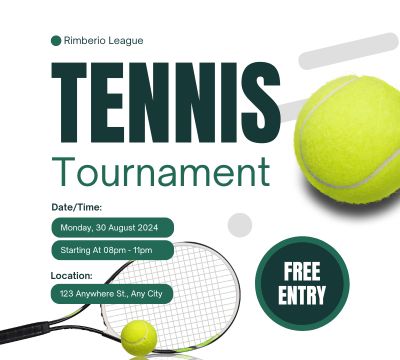 Rimberio League
TENNIS
Tournament
Date/Time:
Monday, 30 August 2024
Starting At 08pm - 11pm
Location:
123 Anywhere St., Any City
FREE
ENTRY